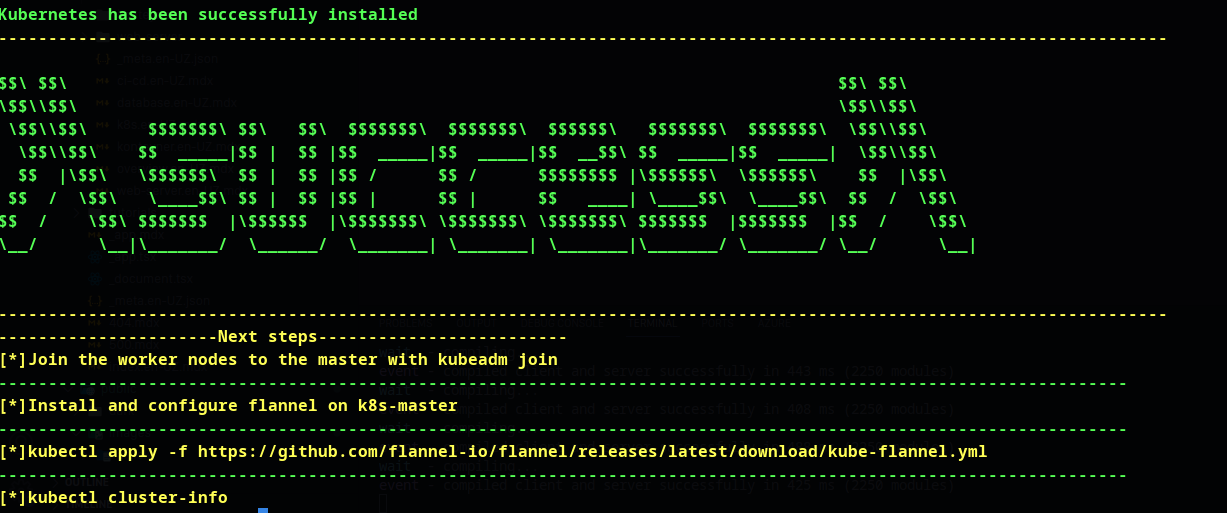 Kubernetes has been successfully installed
--------------------------------------------------------------------------------------------------------------------
$$\ $$\                                                                             $$\ $$\
\$$\\$$\                                                                            \$$\\$$\
 \$$\\$$\      $$$$$$$\ $$\   $$\  $$$$$$$\  $$$$$$$\  $$$$$$\   $$$$$$$\  $$$$$$$\  \$$\\$$\
  \$$\\$$\    $$  _____|$$ |  $$ |$$  _____|$$  _____|$$  __$$\ $$  _____|$$  _____|  \$$\\$$\
  $$  |\$$\   \$$$$$$\  $$ |  $$ |$$ /      $$ /      $$$$$$$$ |\$$$$$$\  \$$$$$$\    $$  |\$$\
 $$  /  \$$\   \____$$\ $$ |  $$ |$$ |      $$ |      $$   ____| \____$$\  \____$$\  $$  /  \$$\
$$  /    \$$\ $$$$$$$  |\$$$$$$  |\$$$$$$$\ \$$$$$$$\ \$$$$$$$\ $$$$$$$  |$$$$$$$  |$$  /    \$$\
\__/      \__|\_______/  \______/  \_______| \_______| \_______|\_______/ \_______/ \__/      \__|
--------------------------------------------------------------------------------------------------------------------
----------------------Next steps-------------------------
[*]Join the worker nodes to the master with kubeadm join
----------------------------------------------------------------------------------------------------------------
[*]Install and configure flannel on k8s-master
----------------------------------------------------------------------------------------------------------------
[*]kubectl apply -f https://github.com/flannel-io/flannel/releases/latest/download/kube-flannel.yml
----------------------------------------------------------------------------------------------------------------
[*]kubectl cluster-info